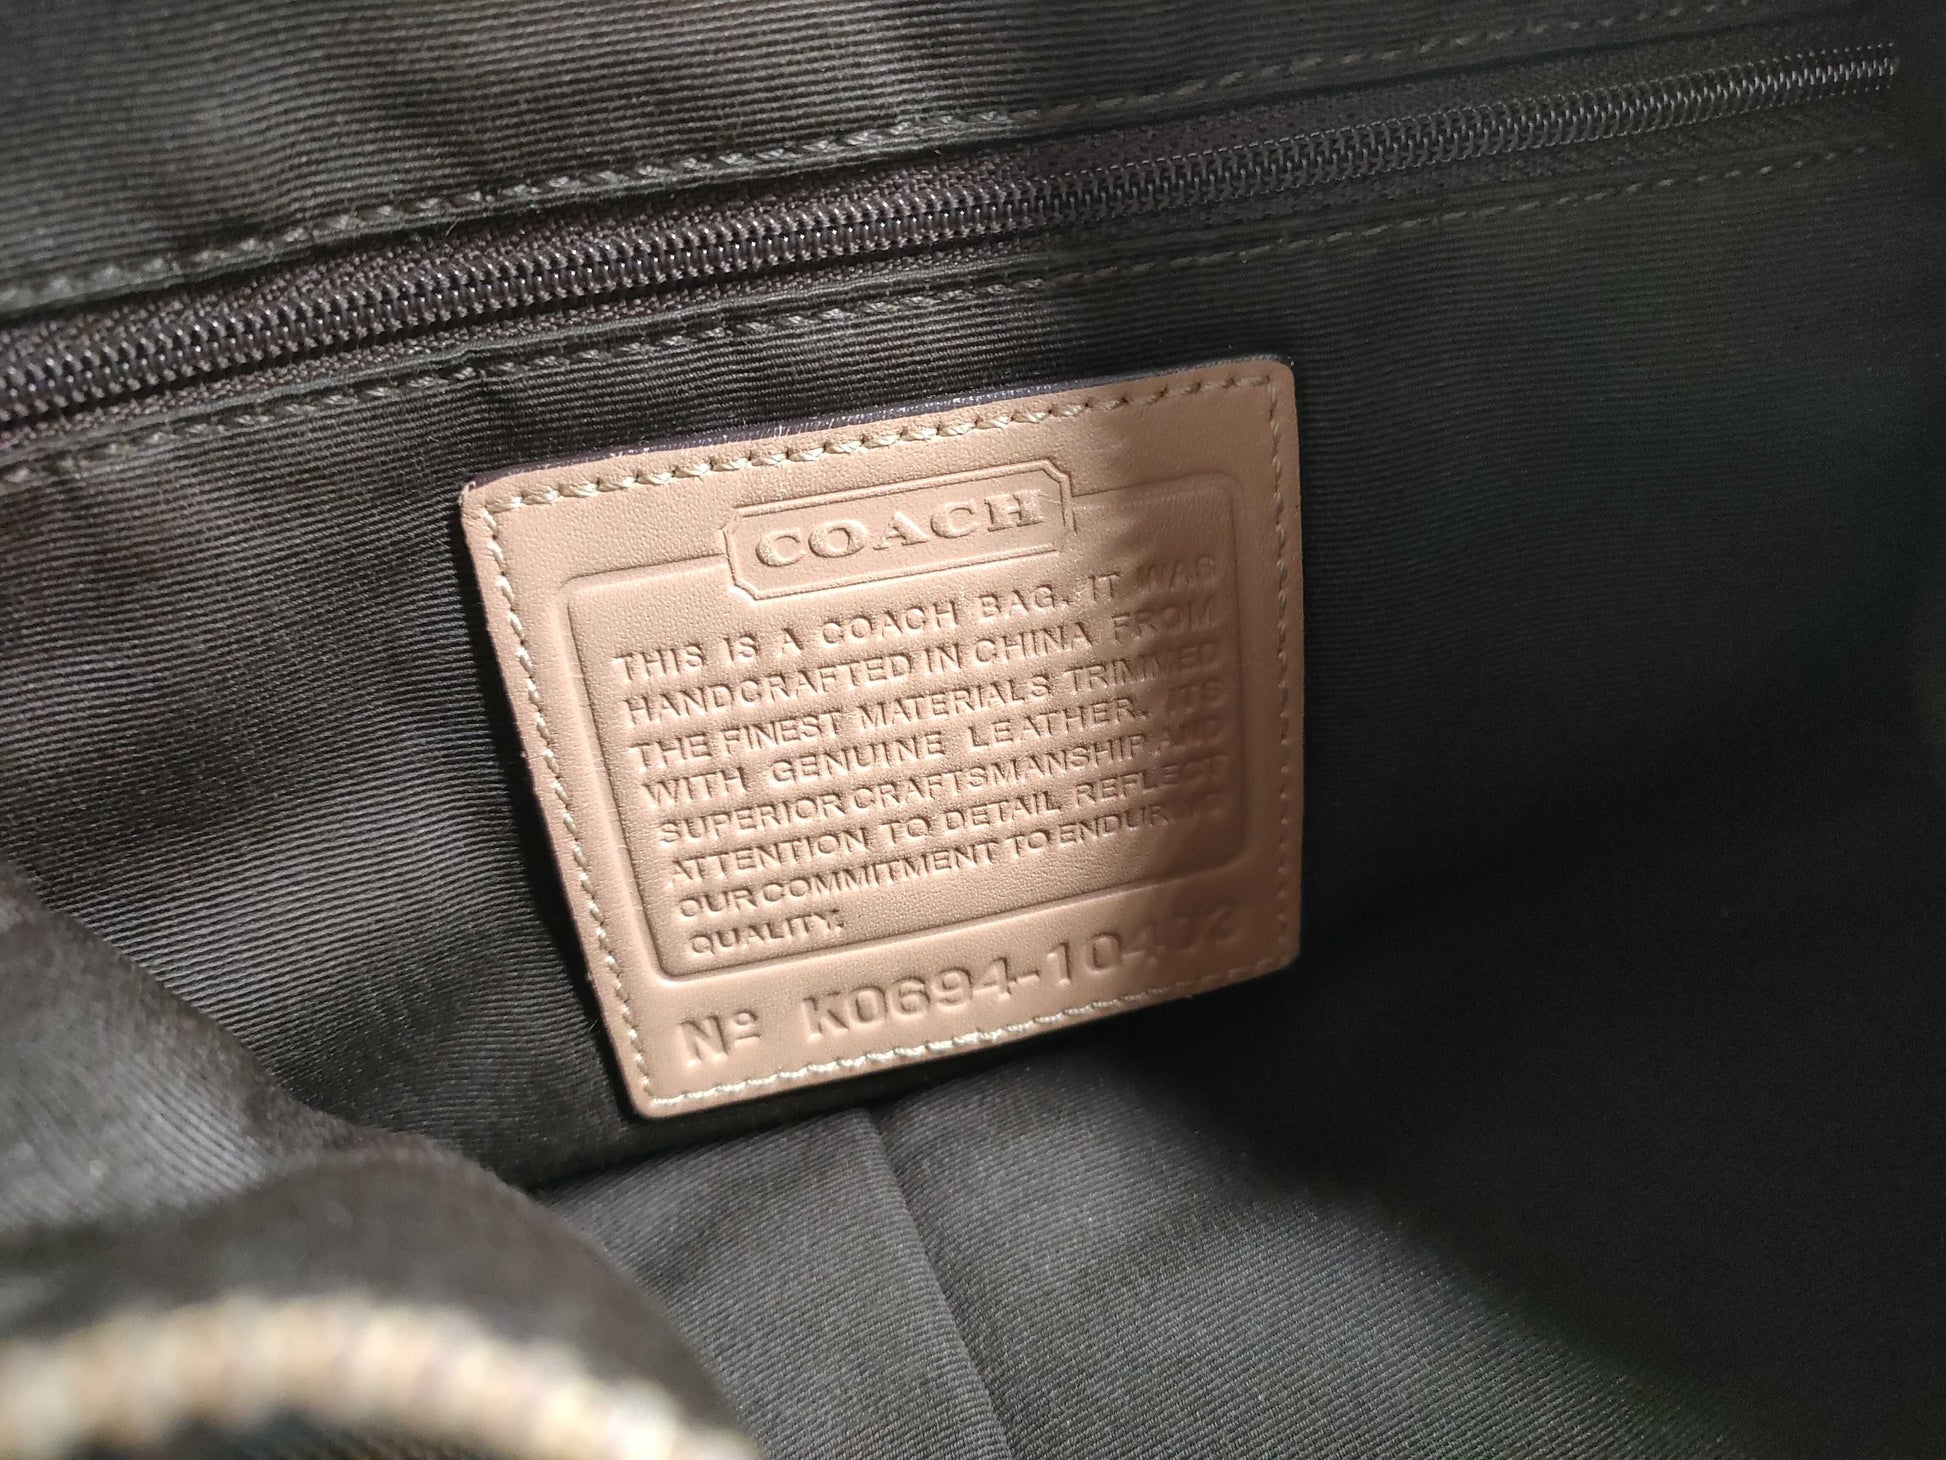 COACH
THIS IS A COACH BAG. IT WAS
HANDCRAFTED IN CHINA FROM
THE FINEST MATERIALS TRIMMED
WITH GENUINE LEATHER. ITS
SUPERIOR CRAFTSMANSHIP AND
ATTENTION TO DETAIL REFLECT
OUR COMMITMENT TO ENDURING
QUALITY.
Nº K0694-10473